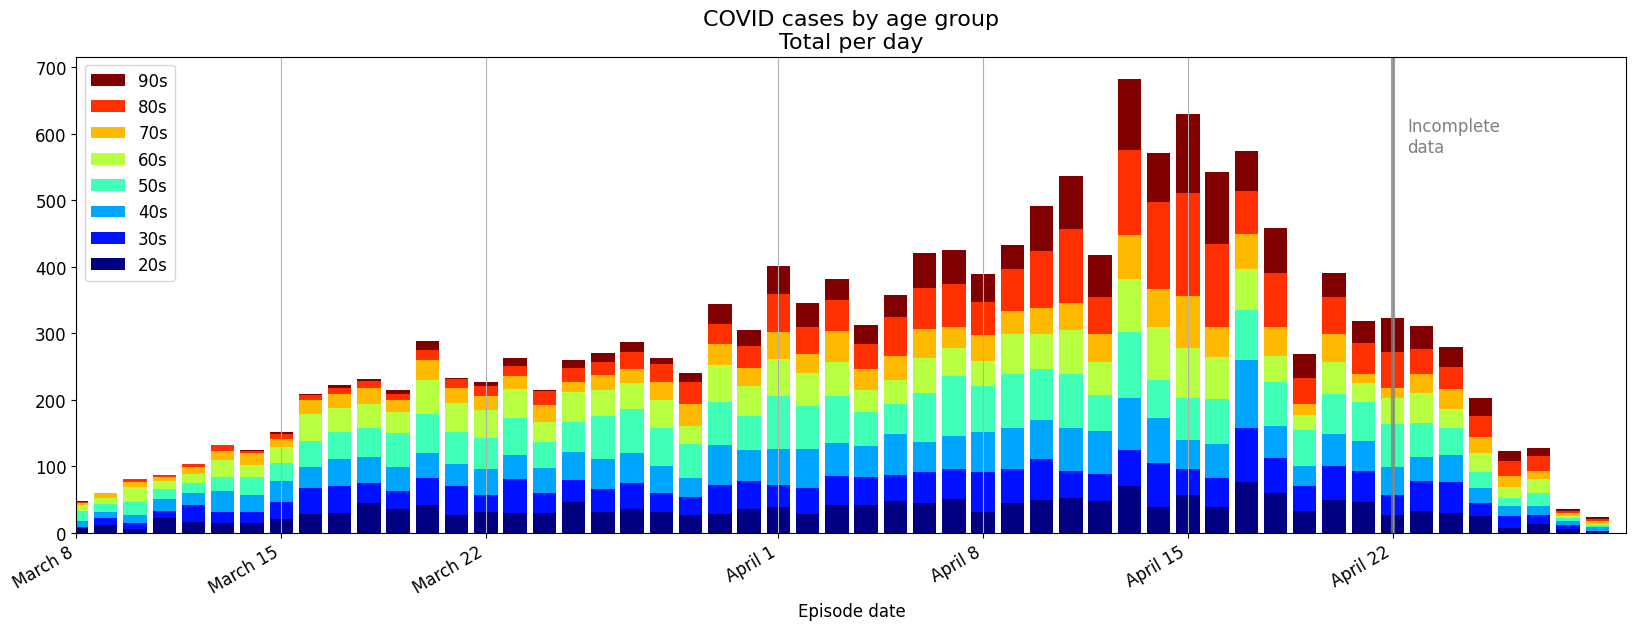 COVID cases by age group
Total per day
700
600
500
400
300
200
100
0
90s
80s
70s
60s
50s
40s
30s
20s
Incomplete
data
March 8
March 15
March 22
April 1
April 8
April 15
April 22
Episode date